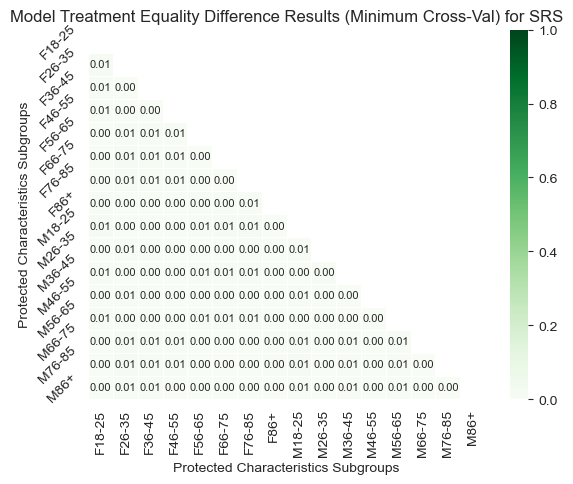 Model Treatment Equality Difference Results (Minimum Cross-Val) for SRS
Protected Characteristics Subgroups
F18-25
F26-35 0.01
F36-45 0.01 0.00
F46-55 0.01 0.00 0.00
F56-65 0.00 0.01 0.01 0.01
F66-75 0.00 0.01 0.01 0.01 0.00
F76-85 0.00 0.01 0.01 0.01 0.00 0.00
F86+ 0.00 0.00 0.00 0.00 0.00 0.00 0.01
M18-25 0.01 0.00 0.00 0.00 0.01 0.01 0.01 0.00
M26-35 0.00 0.01 0.00 0.00 0.00 0.00 0.00 0.00 0.01
M36-45 0.01 0.00 0.00 0.00 0.01 0.01 0.01 0.00 0.00 0.00
M46-55 0.00 0.01 0.00 0.00 0.00 0.00 0.00 0.00 0.01 0.00 0.00
M56-65 0.01 0.00 0.00 0.00 0.01 0.01 0.01 0.00 0.00 0.00 0.00 0.00
M66-75 0.00 0.01 0.01 0.00 0.00 0.00 0.00 0.00 0.01 0.00 0.01 0.00 0.01
M76-85 0.00 0.01 0.01 0.00 0.00 0.00 0.00 0.00 0.01 0.00 0.01 0.00 0.01 0.00
M86+ 0.00 0.01 0.01 0.00 0.00 0.00 0.00 0.00 0.01 0.00 0.01 0.00 0.01 0.00 0.00
F18-25 F26-35 F36-45 F46-55 F56-65 F66-75 F76-85 F86+ M18-25 M26-35 M36-45 M46-55 M56-65 M66-75 M76-85 M86+
Protected Characteristics Subgroups
1.0
0.8
0.6
0.4
0.2
0.0